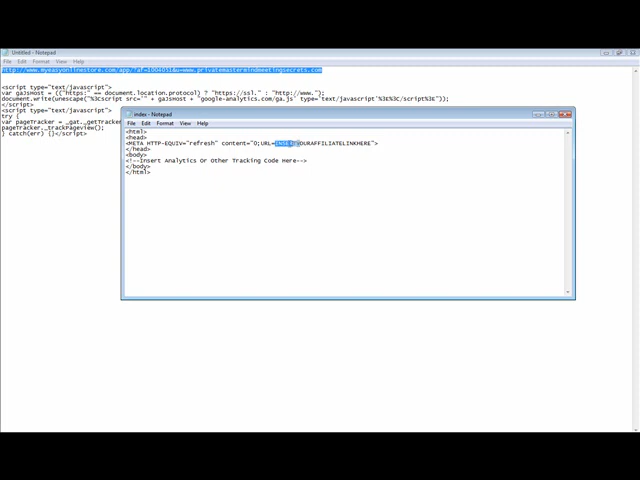 Untitled - Notepad
File Edit Format View Help
http://www.myeasyonlinestore.com/app/?af=1004051&u=www.privatemastermindmeetingsecrets.com
<script type="text/javascript">
var gaJsHost = (("https:" == document.location.protocol) ? "https://ssl." : "http://www.");
document.write(unescape("%3Cscript src='" + gaJsHost + "google-analytics.com/ga.js' type='text/javascript'%3E%3C/script%3E"));
</script>
<script type="text/javascript">
try {
var pageTracker = _gat._getTracker
pageTracker._trackPageview();
} catch(err) {}</script>
index - Notepad
File Edit Format View Help
<html>
<head>
<META HTTP-EQUIV="refresh" content="0;URL=INSERTYOURAFFILIATELINKHERE">
</head>
<body>
<!--Insert Analytics Or Other Tracking Code Here-->
</body>
</html>